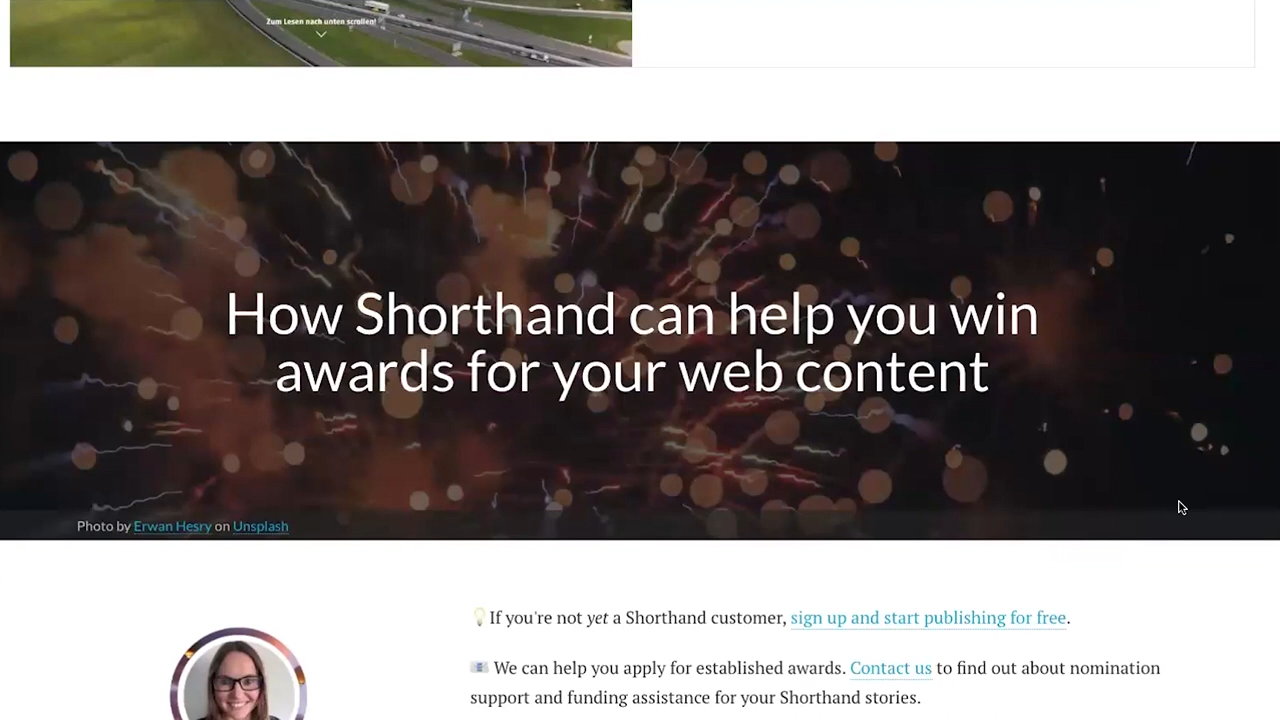 Zum Lesen nach unten scrollen!
How Shorthand can help you win
awards for your web content
Photo by Erwan Hesry on Unsplash
If you're not yet a Shorthand customer, sign up and start publishing for free.
We can help you apply for established awards. Contact us to find out about nomination
support and funding assistance for your Shorthand stories.